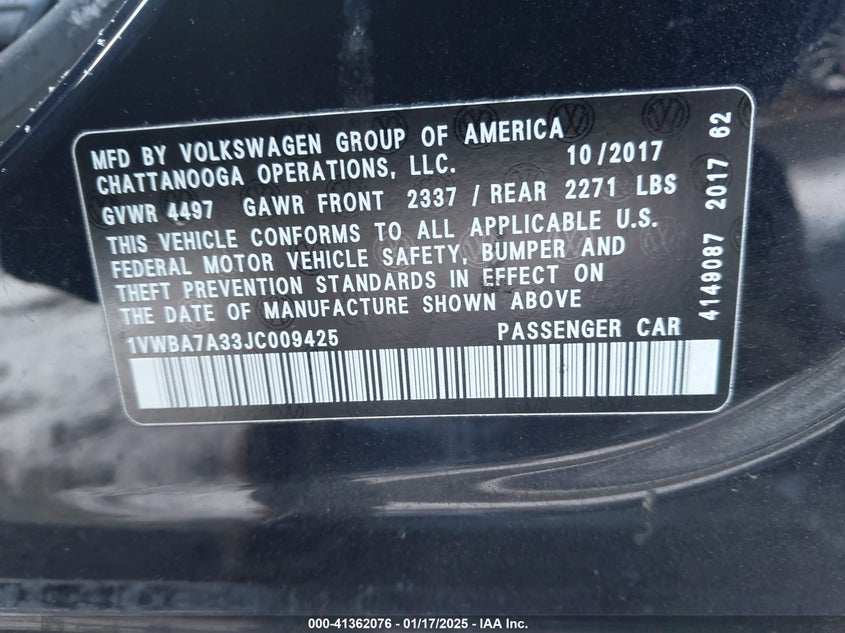 MFD BY VOLKSWAGEN GROUP OF AMERICA
CHATTANOOGA OPERATIONS, LLC. 10/2017
GVWR 4497 GAWR FRONT 2337 / REAR 2271 LBS
THIS VEHICLE CONFORMS TO ALL APPLICABLE U.S.
FEDERAL MOTOR VEHICLE SAFETY, BUMPER AND
THEFT PREVENTION STANDARDS IN EFFECT ON
THE DATE OF MANUFACTURE SHOWN ABOVE
1VWBA7A33JC009425 PASSENGER CAR
4149087 2017 62
000-41362076 - 01/17/2025 - IAA Inc.